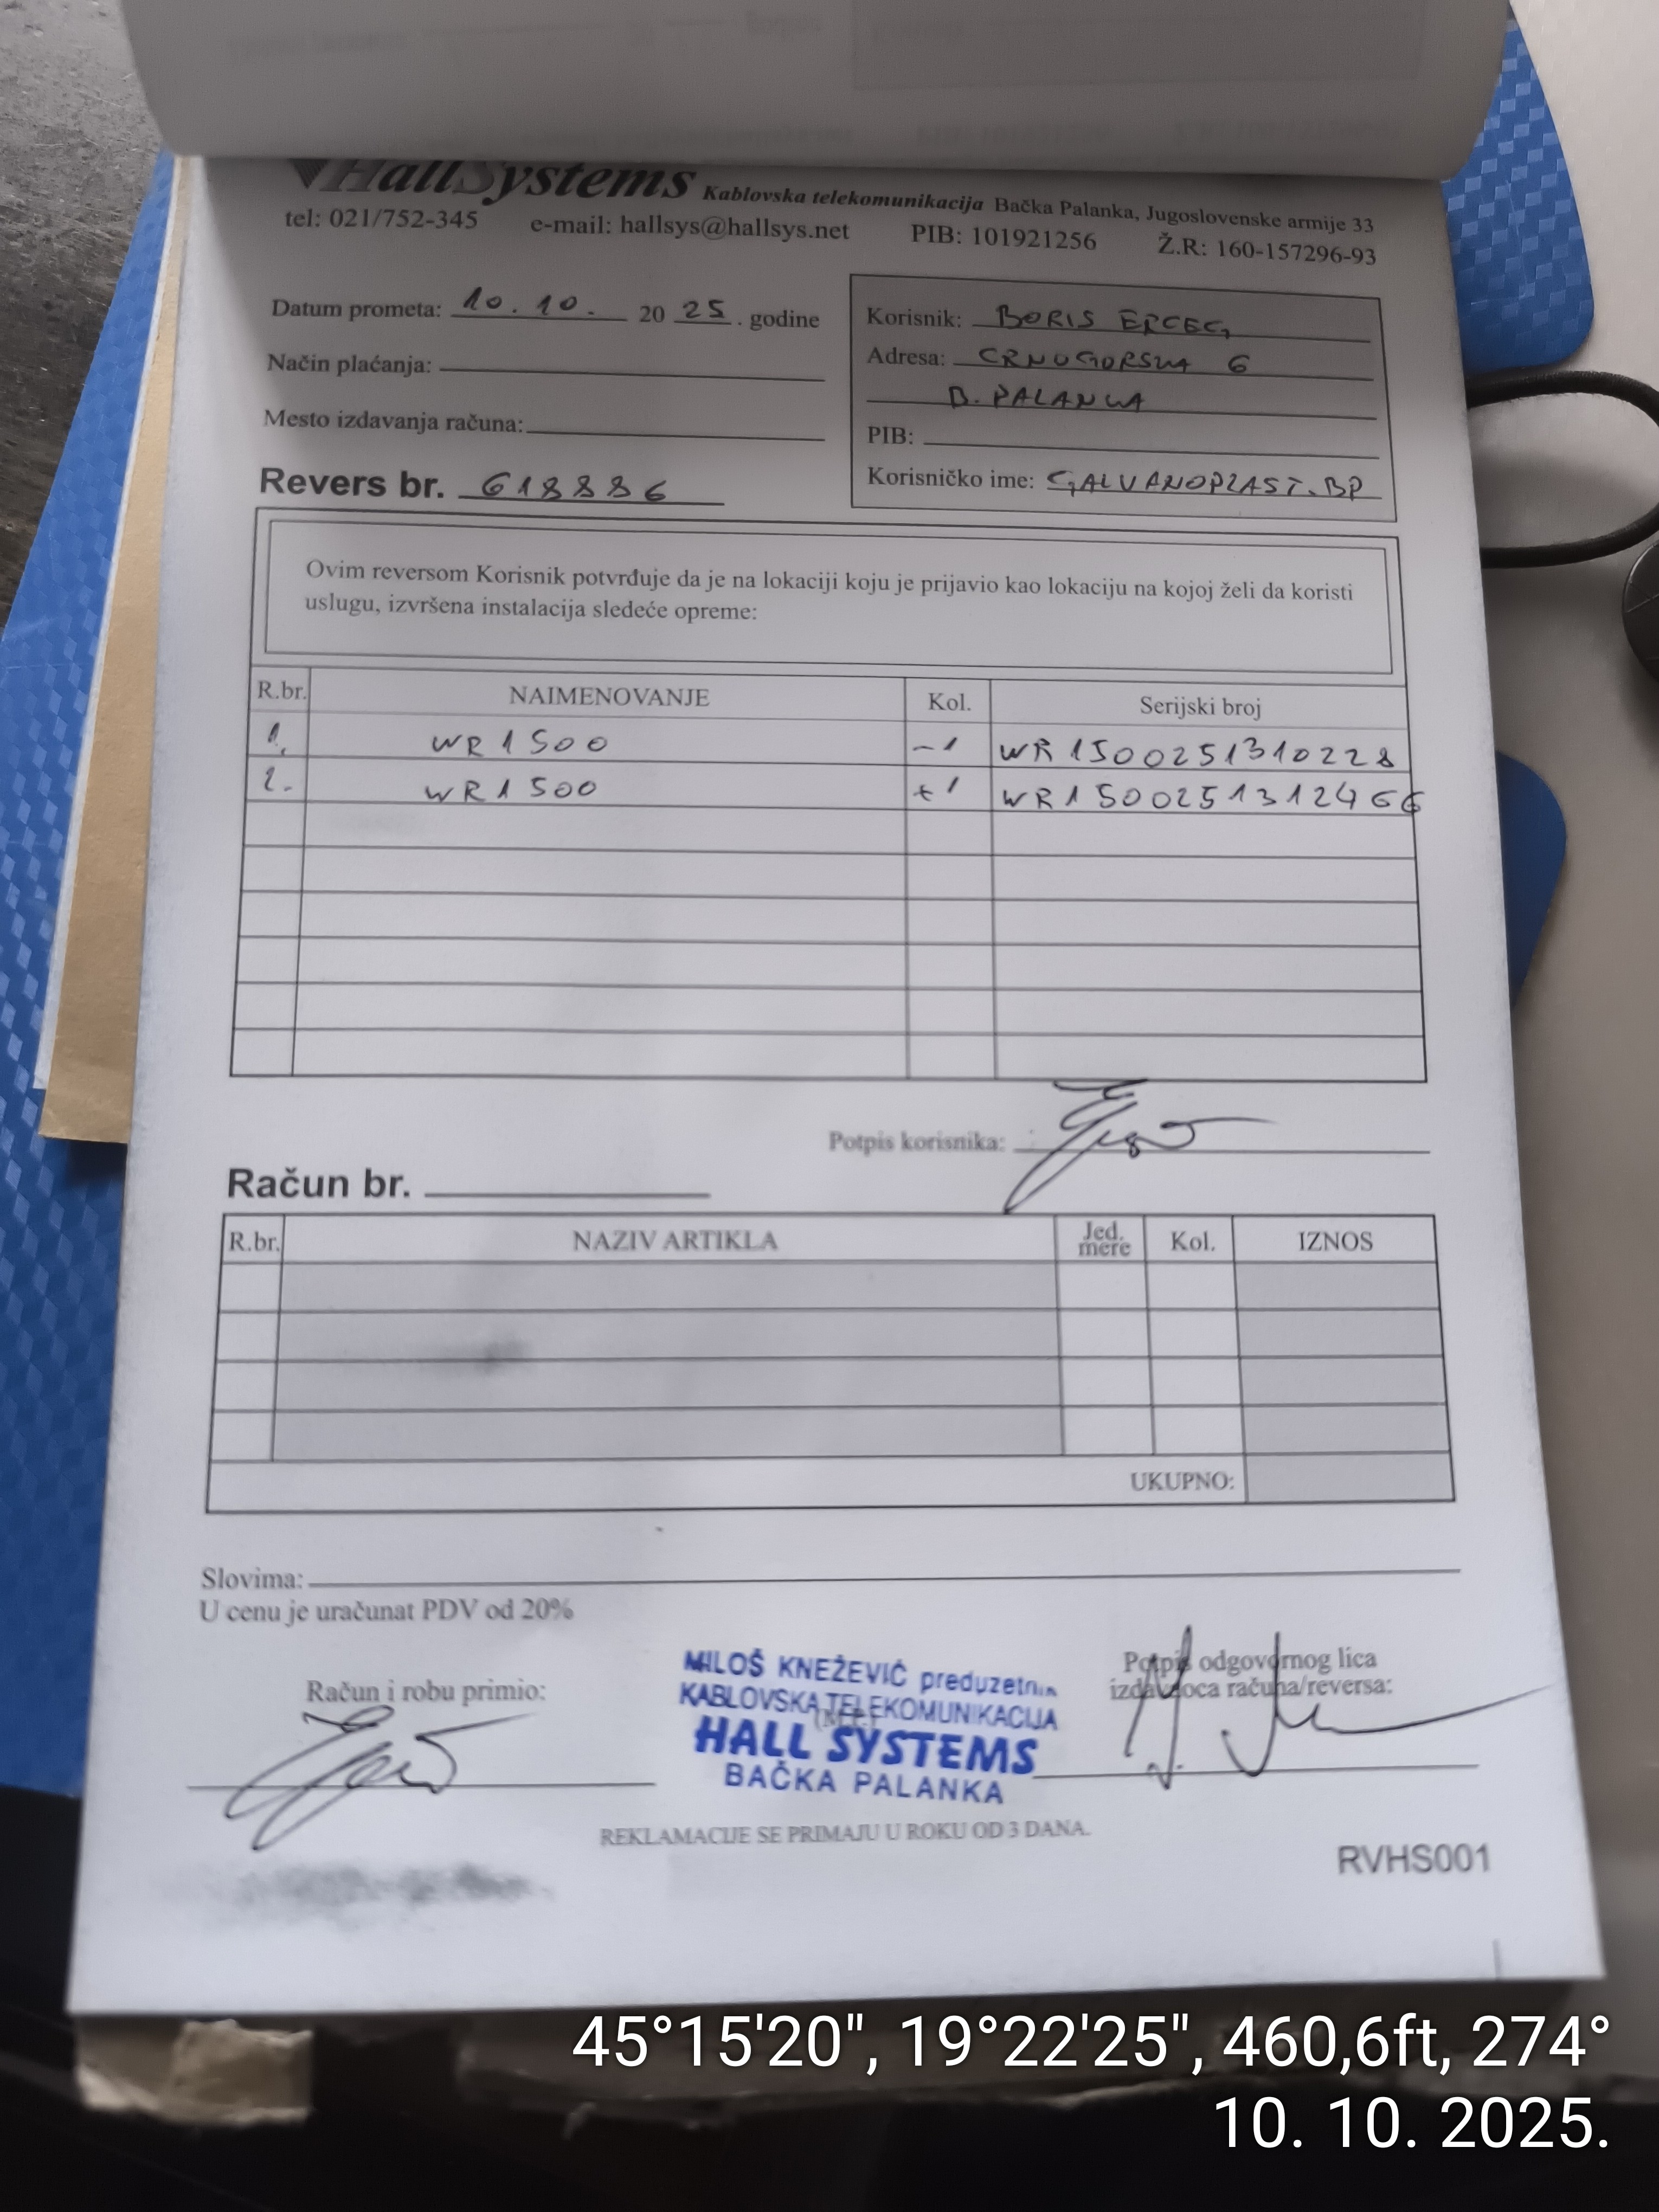 HallSystems Kablovska telekomunikacija Bačka Palanka, Jugoslovenske armije 33
tel: 021/752-345 e-mail: hallsys@hallsys.net PIB: 101921256 Ž.R: 160-157296-93
Datum prometa: 10. 10. 20 25. godine
Način plaćanja:
Mesto izdavanja računa:
Revers br. 618886
Korisnik: BORIS ERCEG
Adresa: CRNOGORSKA 6
B. PALANKA
PIB:
Korisničko ime: GALVANOPLAST.BP
Ovim reversom Korisnik potvrđuje da je na lokaciji koju je prijavio kao lokaciju na kojoj želi da koristi
uslugu, izvršena instalacija sledeće opreme:
R.br. NAIMENOVANJE Kol. Serijski broj
1. WR1500 -1 WR1500251310228
2. WR1500 +1 WR1500251312466
Potpis korisnika:
Račun br.
R.br. NAZIV ARTIKLA Jed. mere Kol. IZNOS
UKUPNO:
Slovima:
U cenu je uračunat PDV od 20%
Račun i robu primio:
MILOŠ KNEŽEVIĆ preduzetnik
KABLOVSKA TELEKOMUNIKACIJA
(M.P.)
HALL SYSTEMS
BAČKA PALANKA
Potpis odgovornog lica
izdavaoca računa/reversa:
REKLAMACIJE SE PRIMAJU U ROKU OD 3 DANA.
RVHS001
45°15'20", 19°22'25", 460,6ft, 274°
10. 10. 2025.